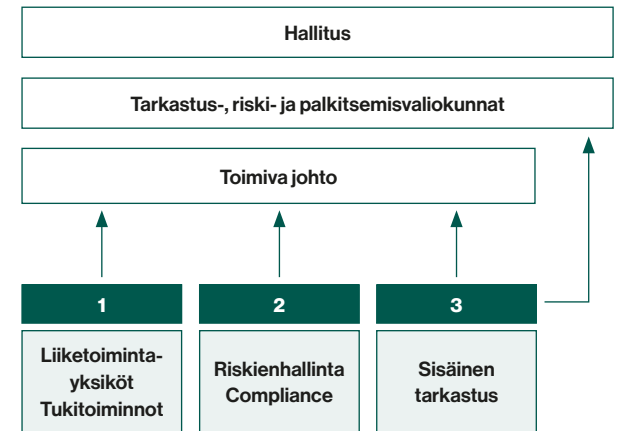 Hallitus
Tarkastus-, riski- ja palkitsemisvaliokunnat
Toimiva johto
1
2
3
Liiketoiminta-
yksiköt
Tukitoiminnot
Riskienhallinta
Compliance
Sisäinen
tarkastus